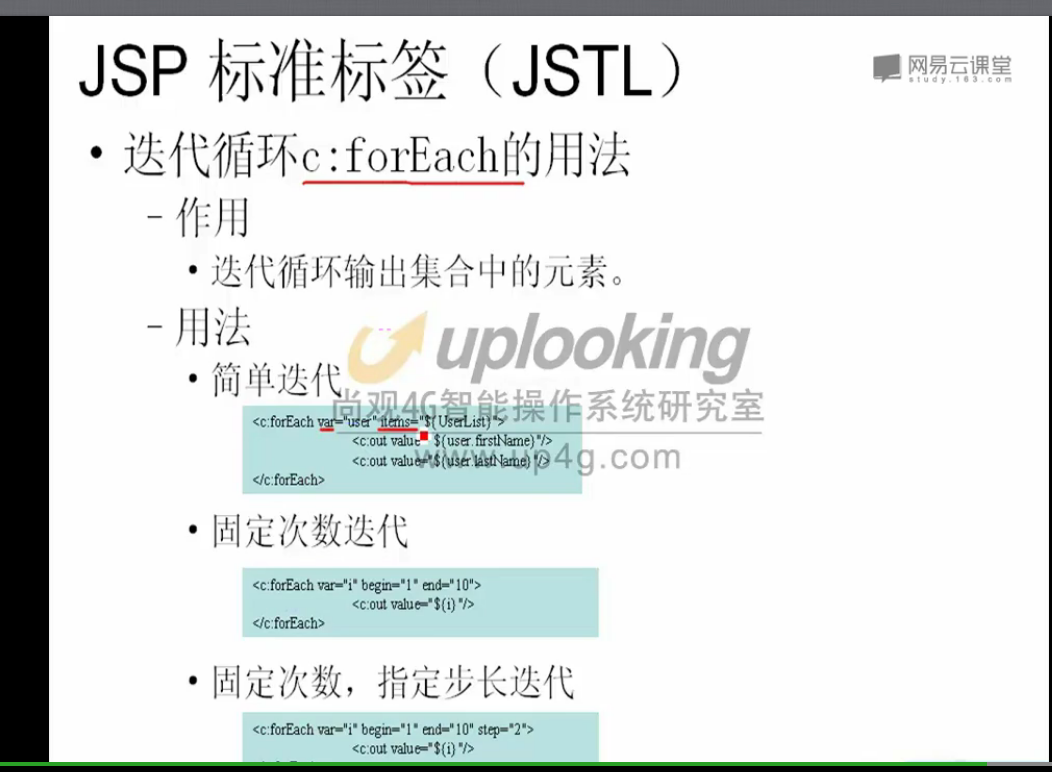 JSP 标准标签（JSTL）
网易云课堂
study.163.com
• 迭代循环c:forEach的用法
– 作用
• 迭代循环输出集合中的元素。
– 用法
uplooking
• 简单迭代
尚观4G智能操作系统研究室
<c:forEach var="user" items="${UserList}">
<c:out value="${user.firstName}"/>
<c:out value="${user.lastName}"/>
www.up4g.com
</c:forEach>
• 固定次数迭代
<c:forEach var="i" begin="1" end="10">
<c:out value="${i}"/>
</c:forEach>
• 固定次数，指定步长迭代
<c:forEach var="i" begin="1" end="10" step="2">
<c:out value="${i}"/>